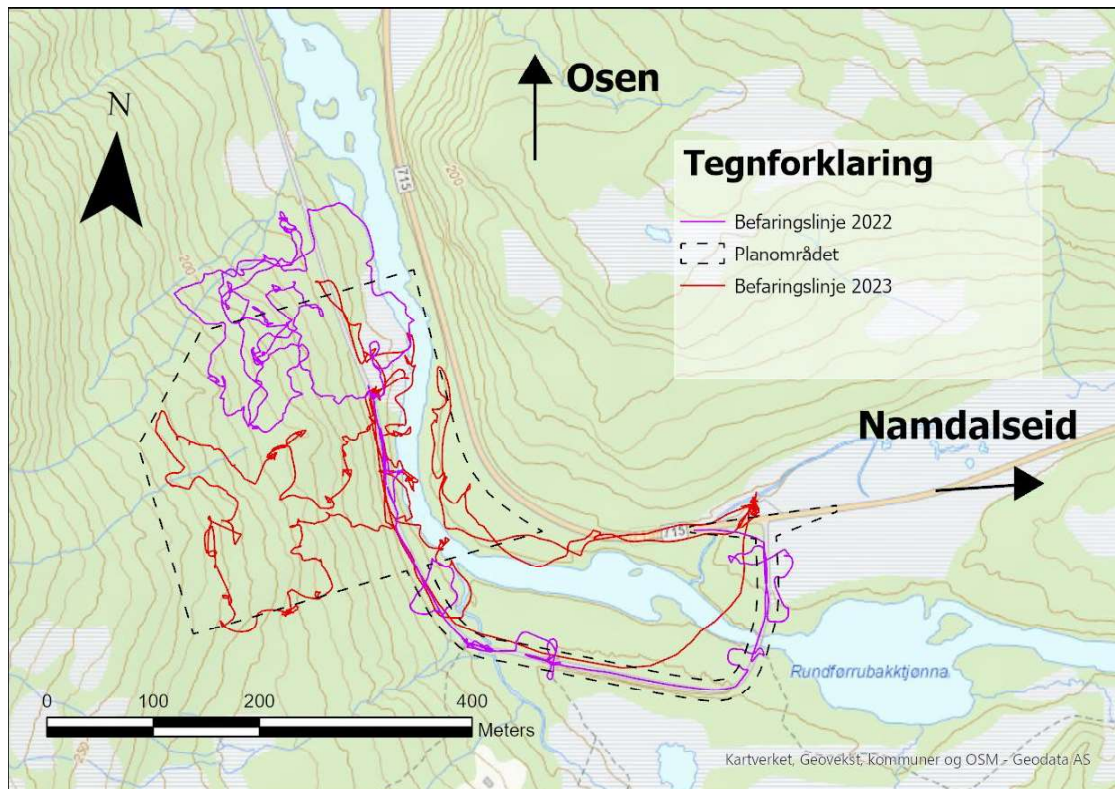 Osen
N
Tegnforklaring
Befaringslinje 2022
Planområdet
Befaringslinje 2023
715
200
200
Namdalseid
715
Rundførrubakktjønna
0 100 200 400
Meters
250
Kartverket, Geovekst, kommuner og OSM - Geodata AS